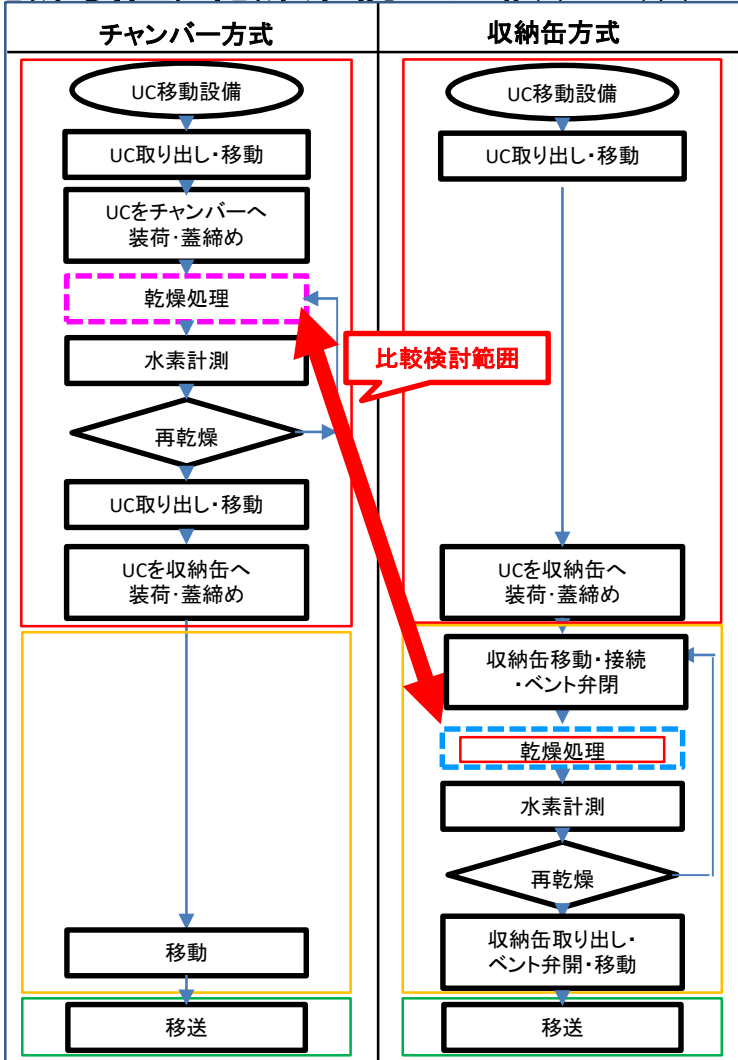 チャンバー方式
収納缶方式
UC移動設備
UC取り出し・移動
UCをチャンバーへ
装荷・蓋締め
乾燥処理
水素計測
再乾燥
UC取り出し・移動
UCを収納缶へ
装荷・蓋締め
移動
移送
比較検討範囲
UC移動設備
UC取り出し・移動
UCを収納缶へ
装荷・蓋締め
収納缶移動・接続
・ベント弁閉
乾燥処理
水素計測
再乾燥
収納缶取り出し・
ベント弁開・移動
移送